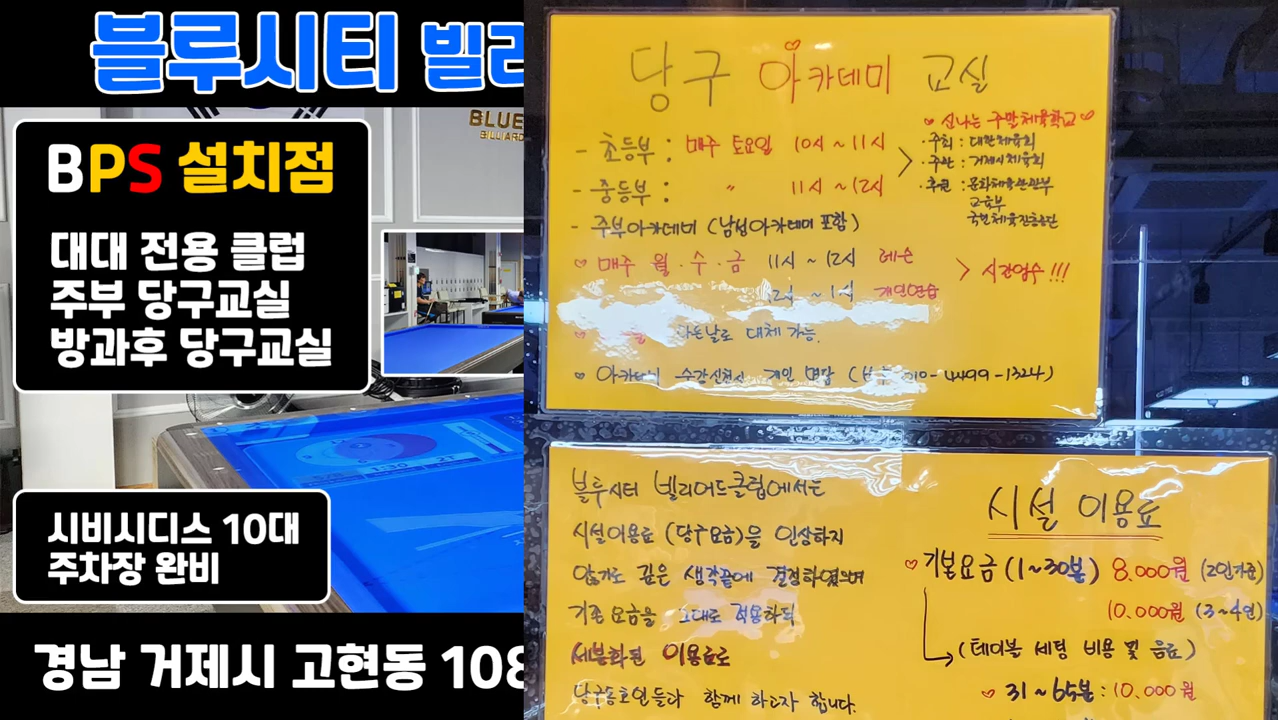 블루시티 빌리
BLUE
BILLIARD
BPS 설치점
대대 전용 클럽
주부 당구교실
방과후 당구교실
시비시디스 10대
주차장 완비
경남 거제시 고현동 108
당구 아카데미 교실
- 초등부 : 매주 토요일 10시 ~ 11시
- 중등부 : 〃 11시 ~ 12시
♡ 신나는 주말체육학교 ♡
· 주최 : 대한체육회
· 주관 : 거제시체육회
· 후원 : 문화체육관광부
교육부
국민체육진흥공단
- 주부아카데미 (남성아카데미 포함)
♡ 매주 월 · 수 · 금 11시 ~ 12시 레슨
12시 ~ 1시 개인연습
> 시간엄수 !!!
다른날로 대체 가능.
♡ 아카데미 수강신청시 개인 면담 ( 010-4499-1324)
블루시티 빌리어드클럽에서는
시설이용료 (당구요금)을 인상하지
않기로 깊은 생각끝에 결정하였으며
기존 요금을 그대로 적용하되
세분화된 이용료로
당구동호인들과 함께 하고자 합니다.
시설 이용료
♡ 기본요금 (1~30분) 8.000원 (2인기준)
10.000원 (3~4인)
(테이블 세팅 비용 및 음료)
♡ 31 ~ 65분 : 10.000원